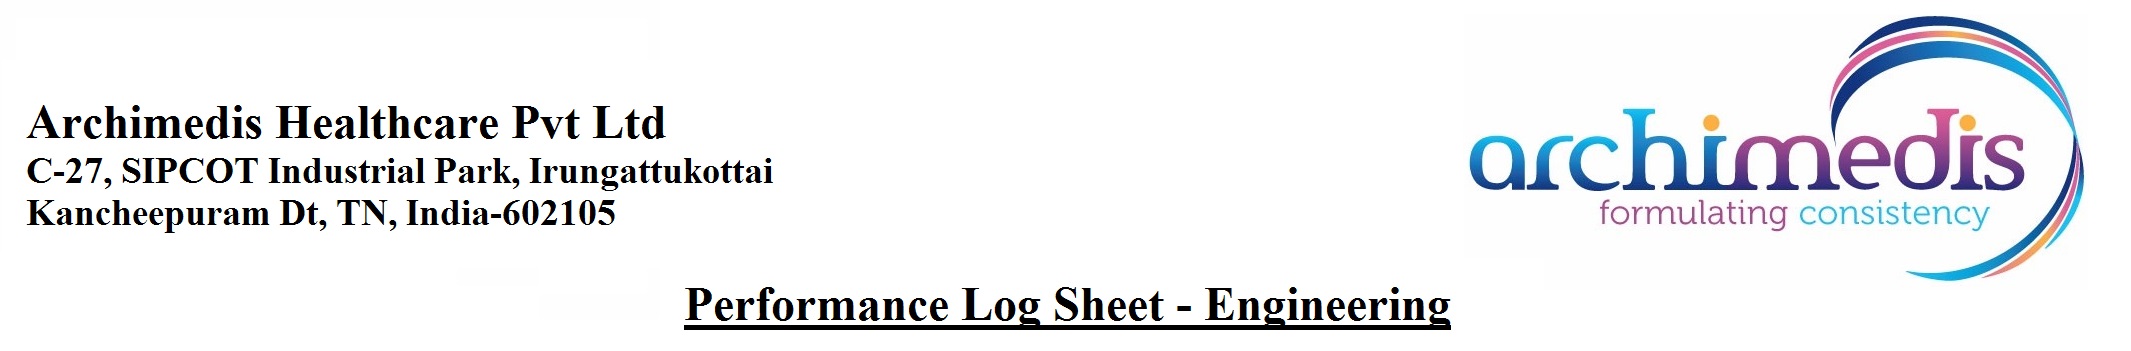 Archimedis Healthcare Pvt Ltd
C-27, SIPCOT Industrial Park, Irungattukottai
Kancheepuram Dt, TN, India-602105
archimedis
formulating consistency
Performance Log Sheet - Engineering